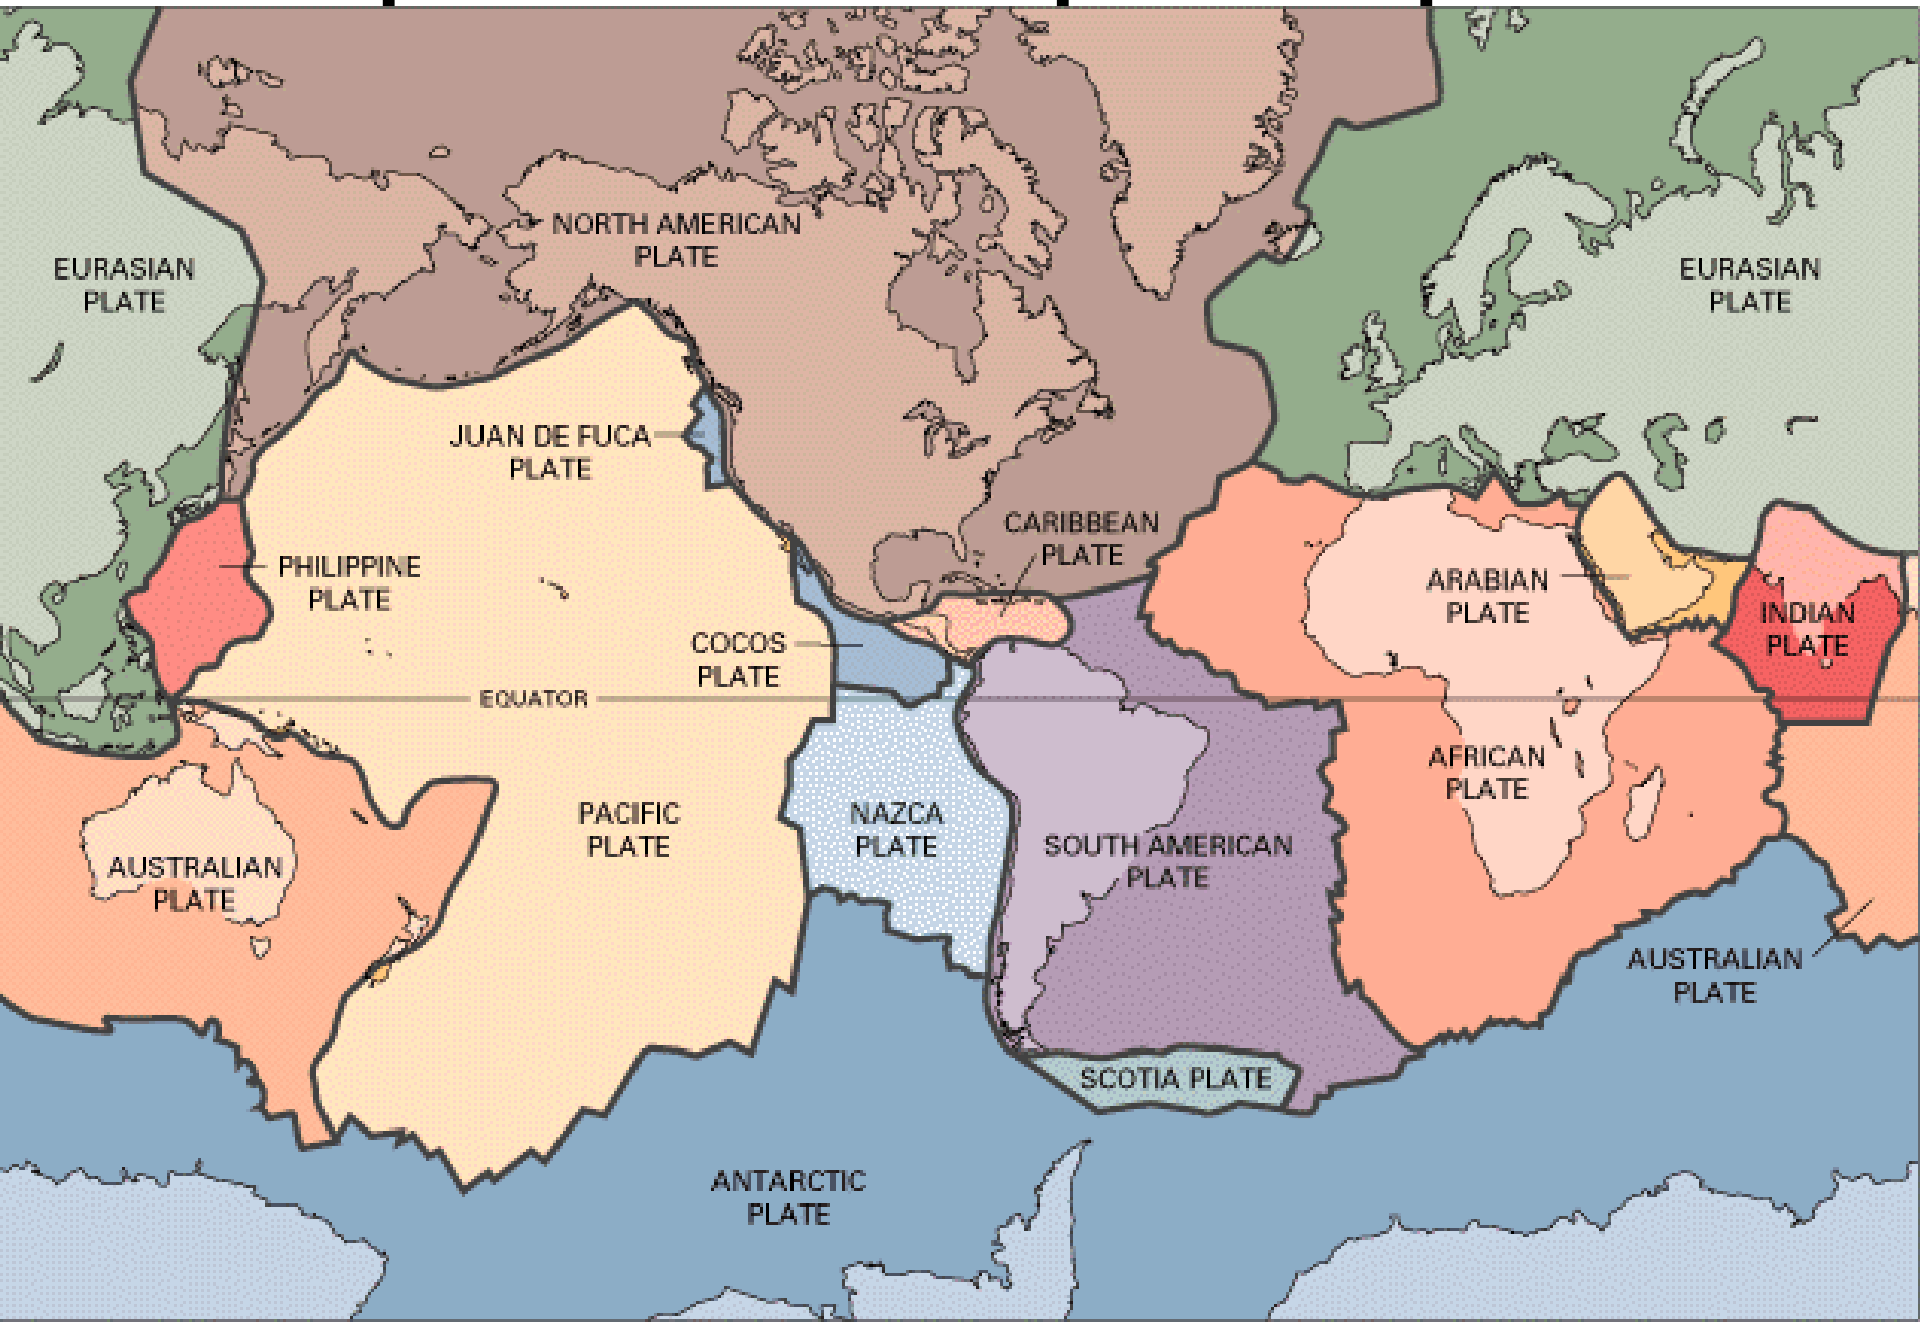 NORTH AMERICAN
PLATE
EURASIAN
PLATE
EURASIAN
PLATE
JUAN DE FUCA
PLATE
CARIBBEAN
PLATE
PHILIPPINE
PLATE
ARABIAN
PLATE
INDIAN
PLATE
COCOS
PLATE
EQUATOR
AFRICAN
PLATE
PACIFIC
PLATE
NAZCA
PLATE
SOUTH AMERICAN
PLATE
AUSTRALIAN
PLATE
AUSTRALIAN
PLATE
SCOTIA PLATE
ANTARCTIC
PLATE